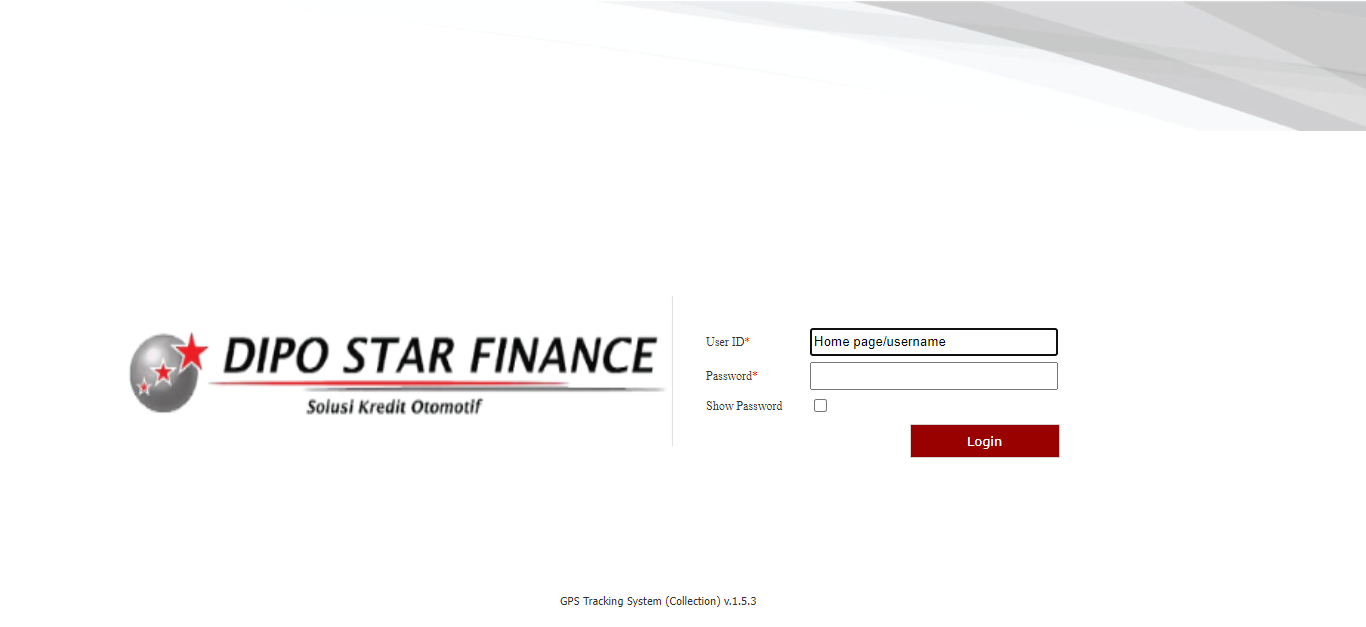 DIPO STAR FINANCE
Solusi Kredit Otomotif
User ID*
Home page/username
Password*
Show Password
Login
GPS Tracking System (Collection) v.1.5.3